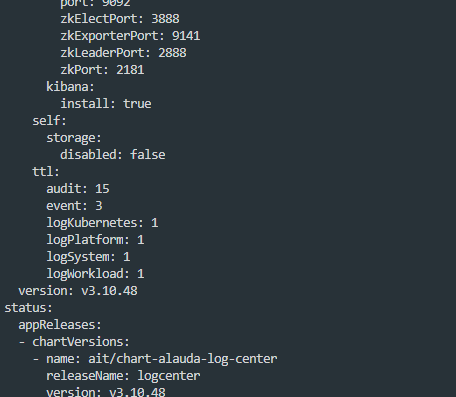 port: 9092
zkElectPort: 3888
zkExporterPort: 9141
zkLeaderPort: 2888
zkPort: 2181
kibana:
install: true
self:
storage:
disabled: false
ttl:
audit: 15
event: 3
logKubernetes: 1
logPlatform: 1
logSystem: 1
logWorkload: 1
version: v3.10.48
status:
appReleases:
- chartVersions:
- name: ait/chart-alauda-log-center
releaseName: logcenter
version: v3.10.48